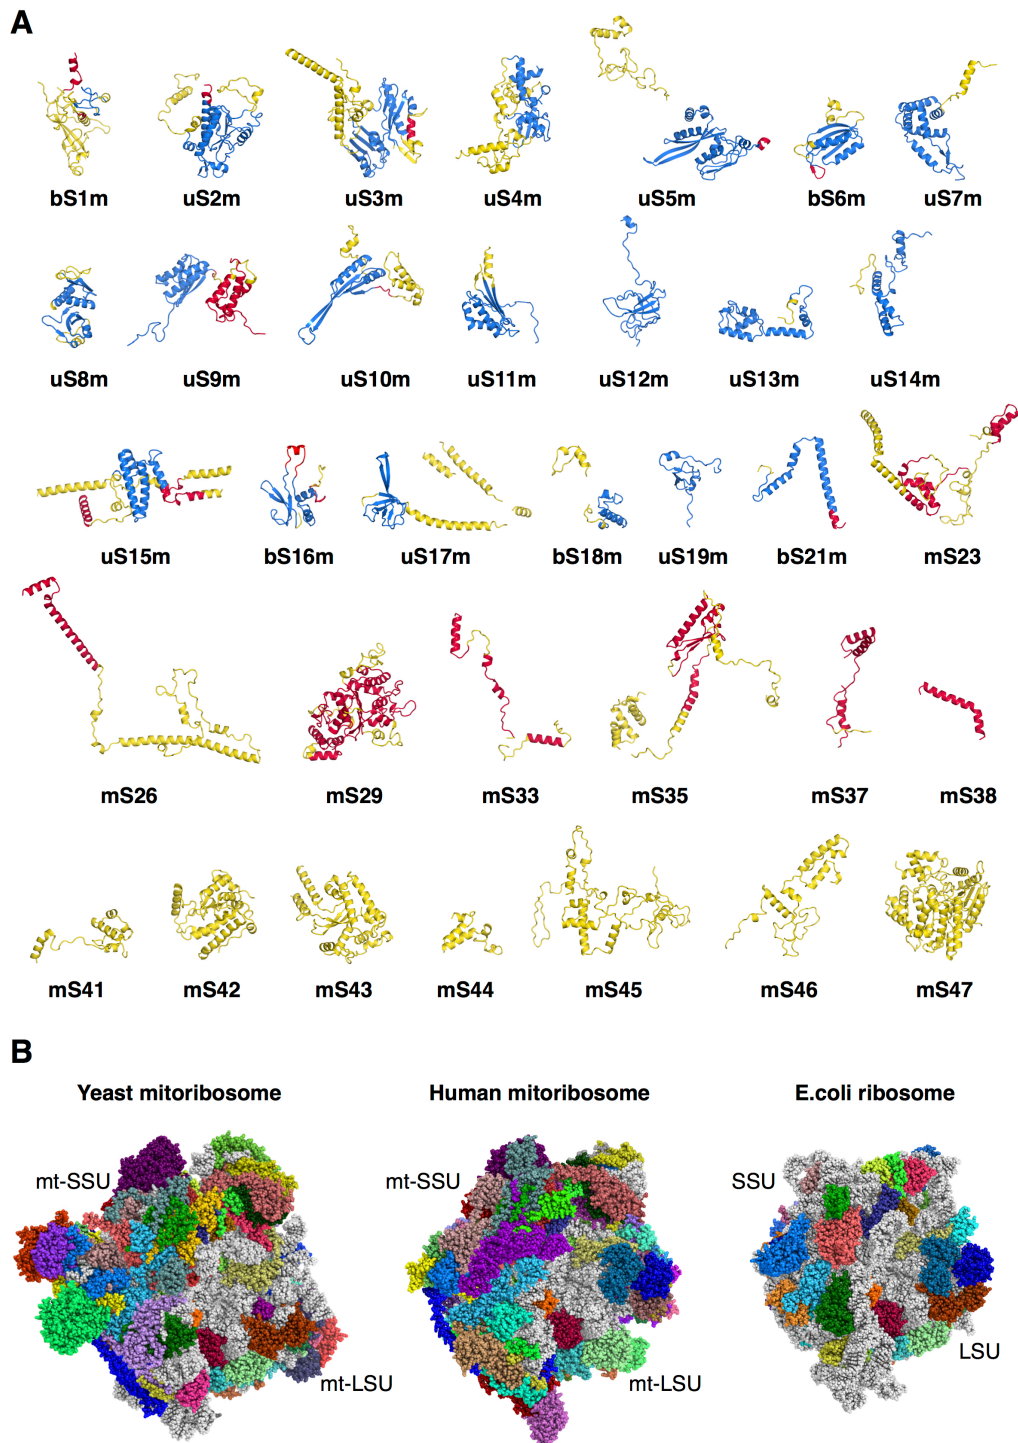 A
bS1m uS2m uS3m uS4m uS5m bS6m uS7m
uS8m uS9m uS10m uS11m uS12m uS13m uS14m
uS15m bS16m uS17m bS18m uS19m bS21m mS23
mS26 mS29 mS33 mS35 mS37 mS38
mS41 mS42 mS43 mS44 mS45 mS46 mS47
B
Yeast mitoribosome Human mitoribosome E.coli ribosome
mt-SSU mt-SSU SSU
mt-LSU mt-LSU LSU